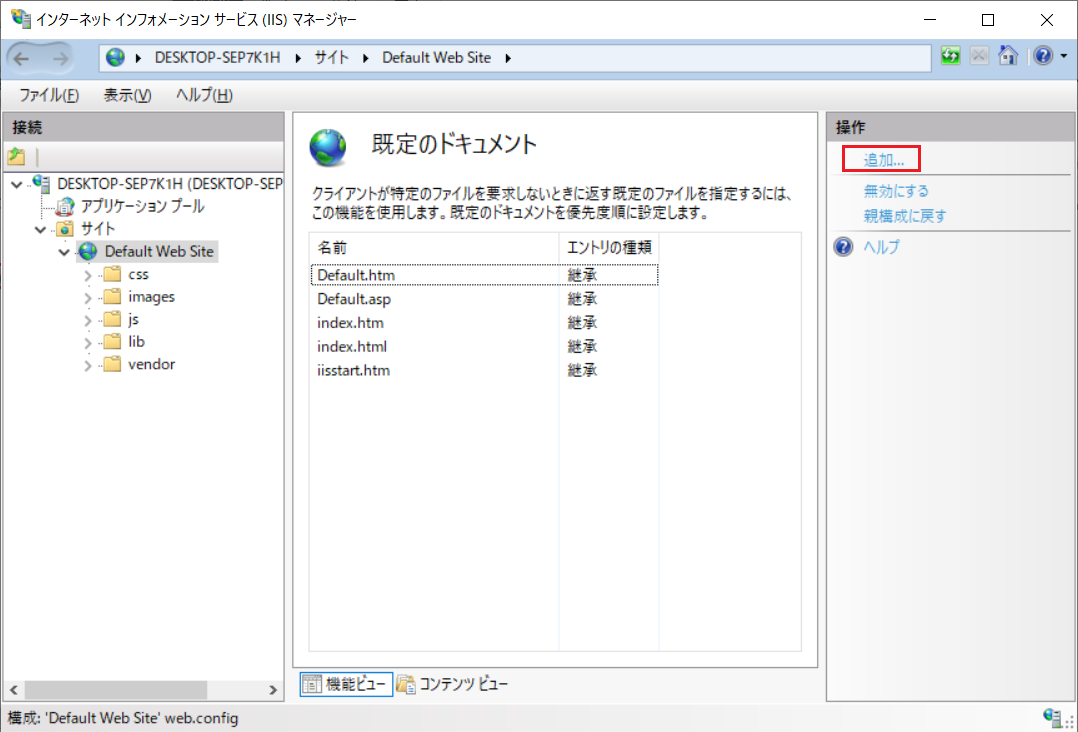 インターネット インフォメーション サービス (IIS) マネージャー
DESKTOP-SEP7K1H
サイト
Default Web Site
ファイル(F)
表示(V)
ヘルプ(H)
接続
DESKTOP-SEP7K1H (DESKTOP-SEP
アプリケーション プール
サイト
Default Web Site
css
images
js
lib
vendor
既定のドキュメント
クライアントが特定のファイルを要求しないときに返す既定のファイルを指定するには、
この機能を使用します。既定のドキュメントを優先度順に設定します。
名前 エントリの種類
Default.htm 継承
Default.asp 継承
index.htm 継承
index.html 継承
iisstart.htm 継承
機能ビュー
コンテンツ ビュー
操作
追加...
無効にする
親構成に戻す
ヘルプ
構成: 'Default Web Site' web.config